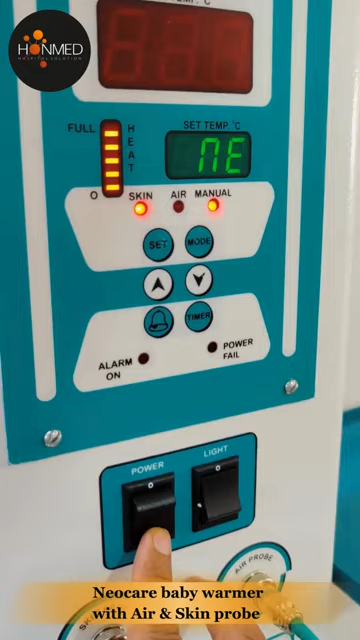 HONMED
HOSPITAL SOLUTION
TEMP. °C
FULL
HEAT
O
SET TEMP. °C
NE
SKIN
AIR
MANUAL
SET
MODE
TIMER
ALARM
ON
POWER
FAIL
POWER
LIGHT
AIR PROBE
Neocare baby warmer
with Air & Skin probe